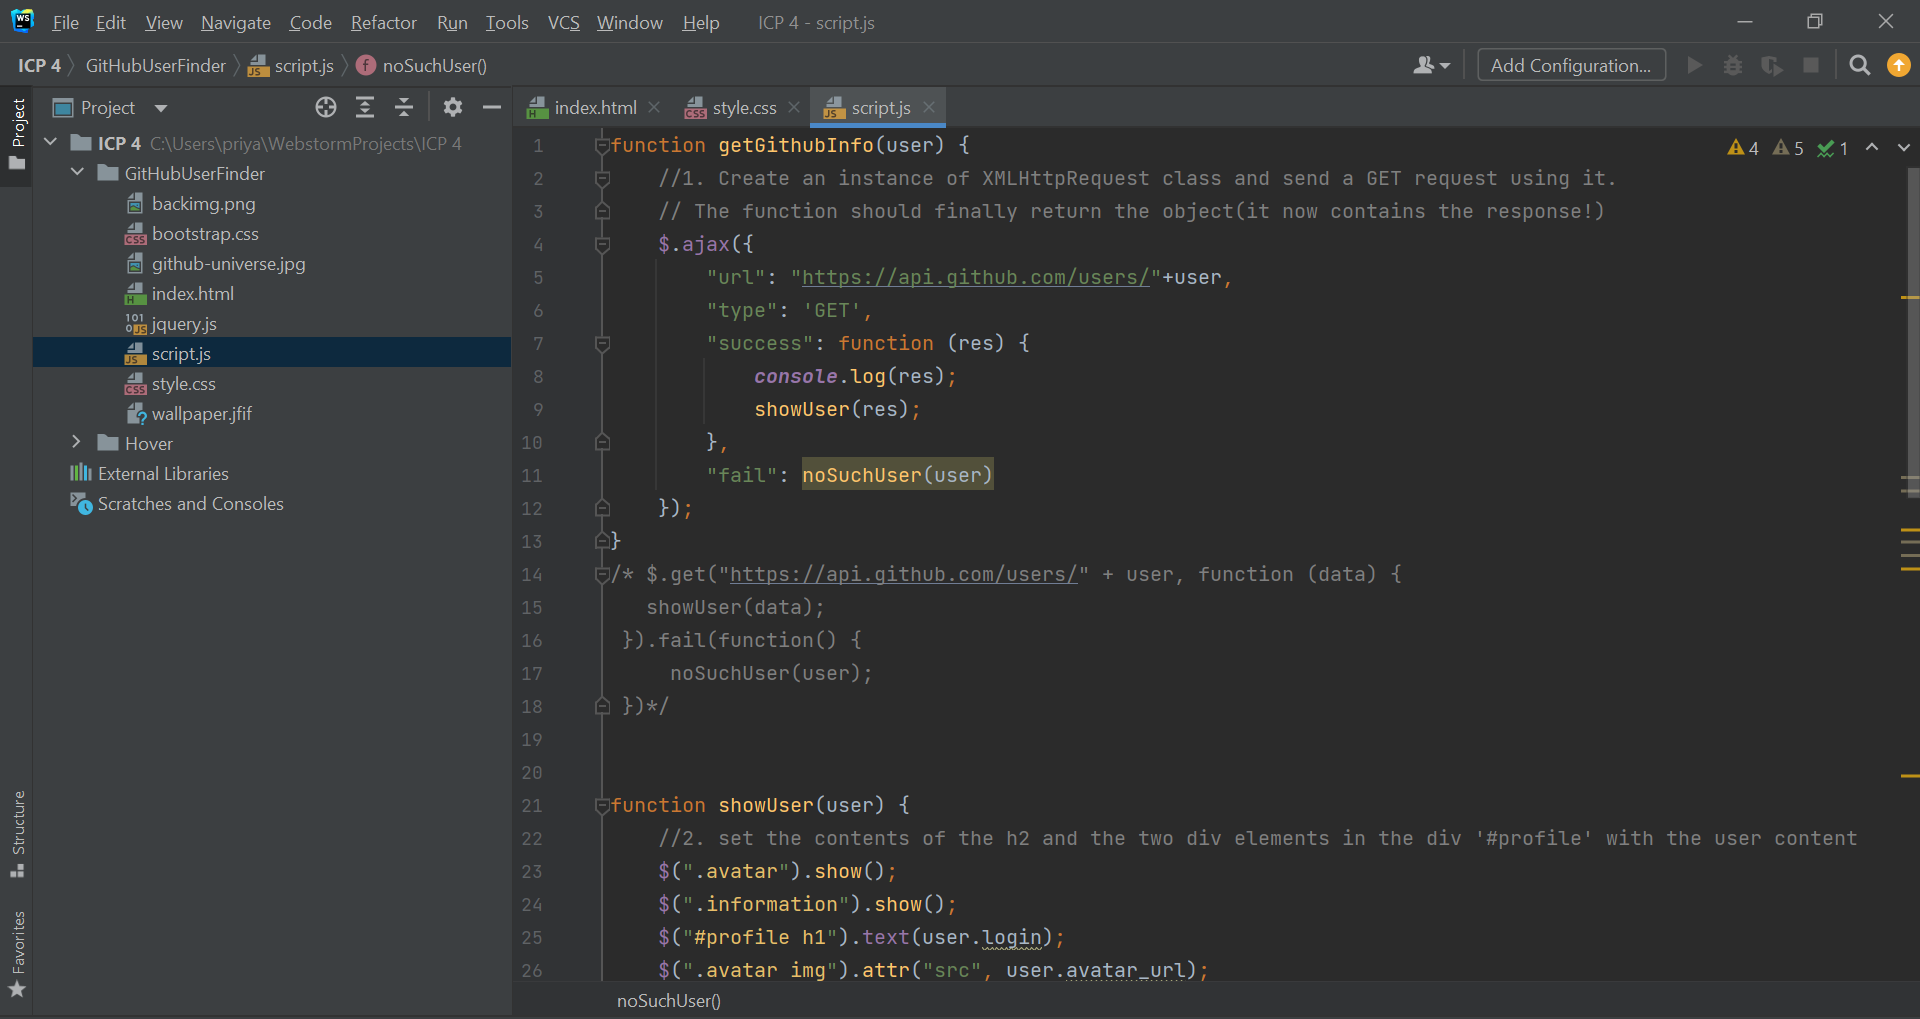 File Edit View Navigate Code Refactor Run Tools VCS Window Help ICP 4 - script.js
ICP 4 GitHubUserFinder script.js noSuchUser() Add Configuration...
Project
Project
index.html
style.css
script.js
ICP 4 C:\Users\priya\WebstormProjects\ICP 4
GitHubUserFinder
backimg.png
bootstrap.css
github-universe.jpg
index.html
jquery.js
script.js
style.css
wallpaper.jfif
Hover
External Libraries
Scratches and Consoles
Structure
Favorites
4 5 1
1 function getGithubInfo(user) {
2 //1. Create an instance of XMLHttpRequest class and send a GET request using it.
3 // The function should finally return the object(it now contains the response!)
4 $.ajax({
5 "url": "https://api.github.com/users/"+user,
6 "type": 'GET',
7 "success": function (res) {
8 console.log(res);
9 showUser(res);
10 },
11 "fail": noSuchUser(user)
12 });
13 }
14 /* $.get("https://api.github.com/users/" + user, function (data) {
15 showUser(data);
16 }).fail(function() {
17 noSuchUser(user);
18 })*/
19
20
21 function showUser(user) {
22 //2. set the contents of the h2 and the two div elements in the div '#profile' with the user content
23 $(".avatar").show();
24 $(".information").show();
25 $("#profile h1").text(user.login);
26 $(".avatar img").attr("src", user.avatar_url);
noSuchUser()